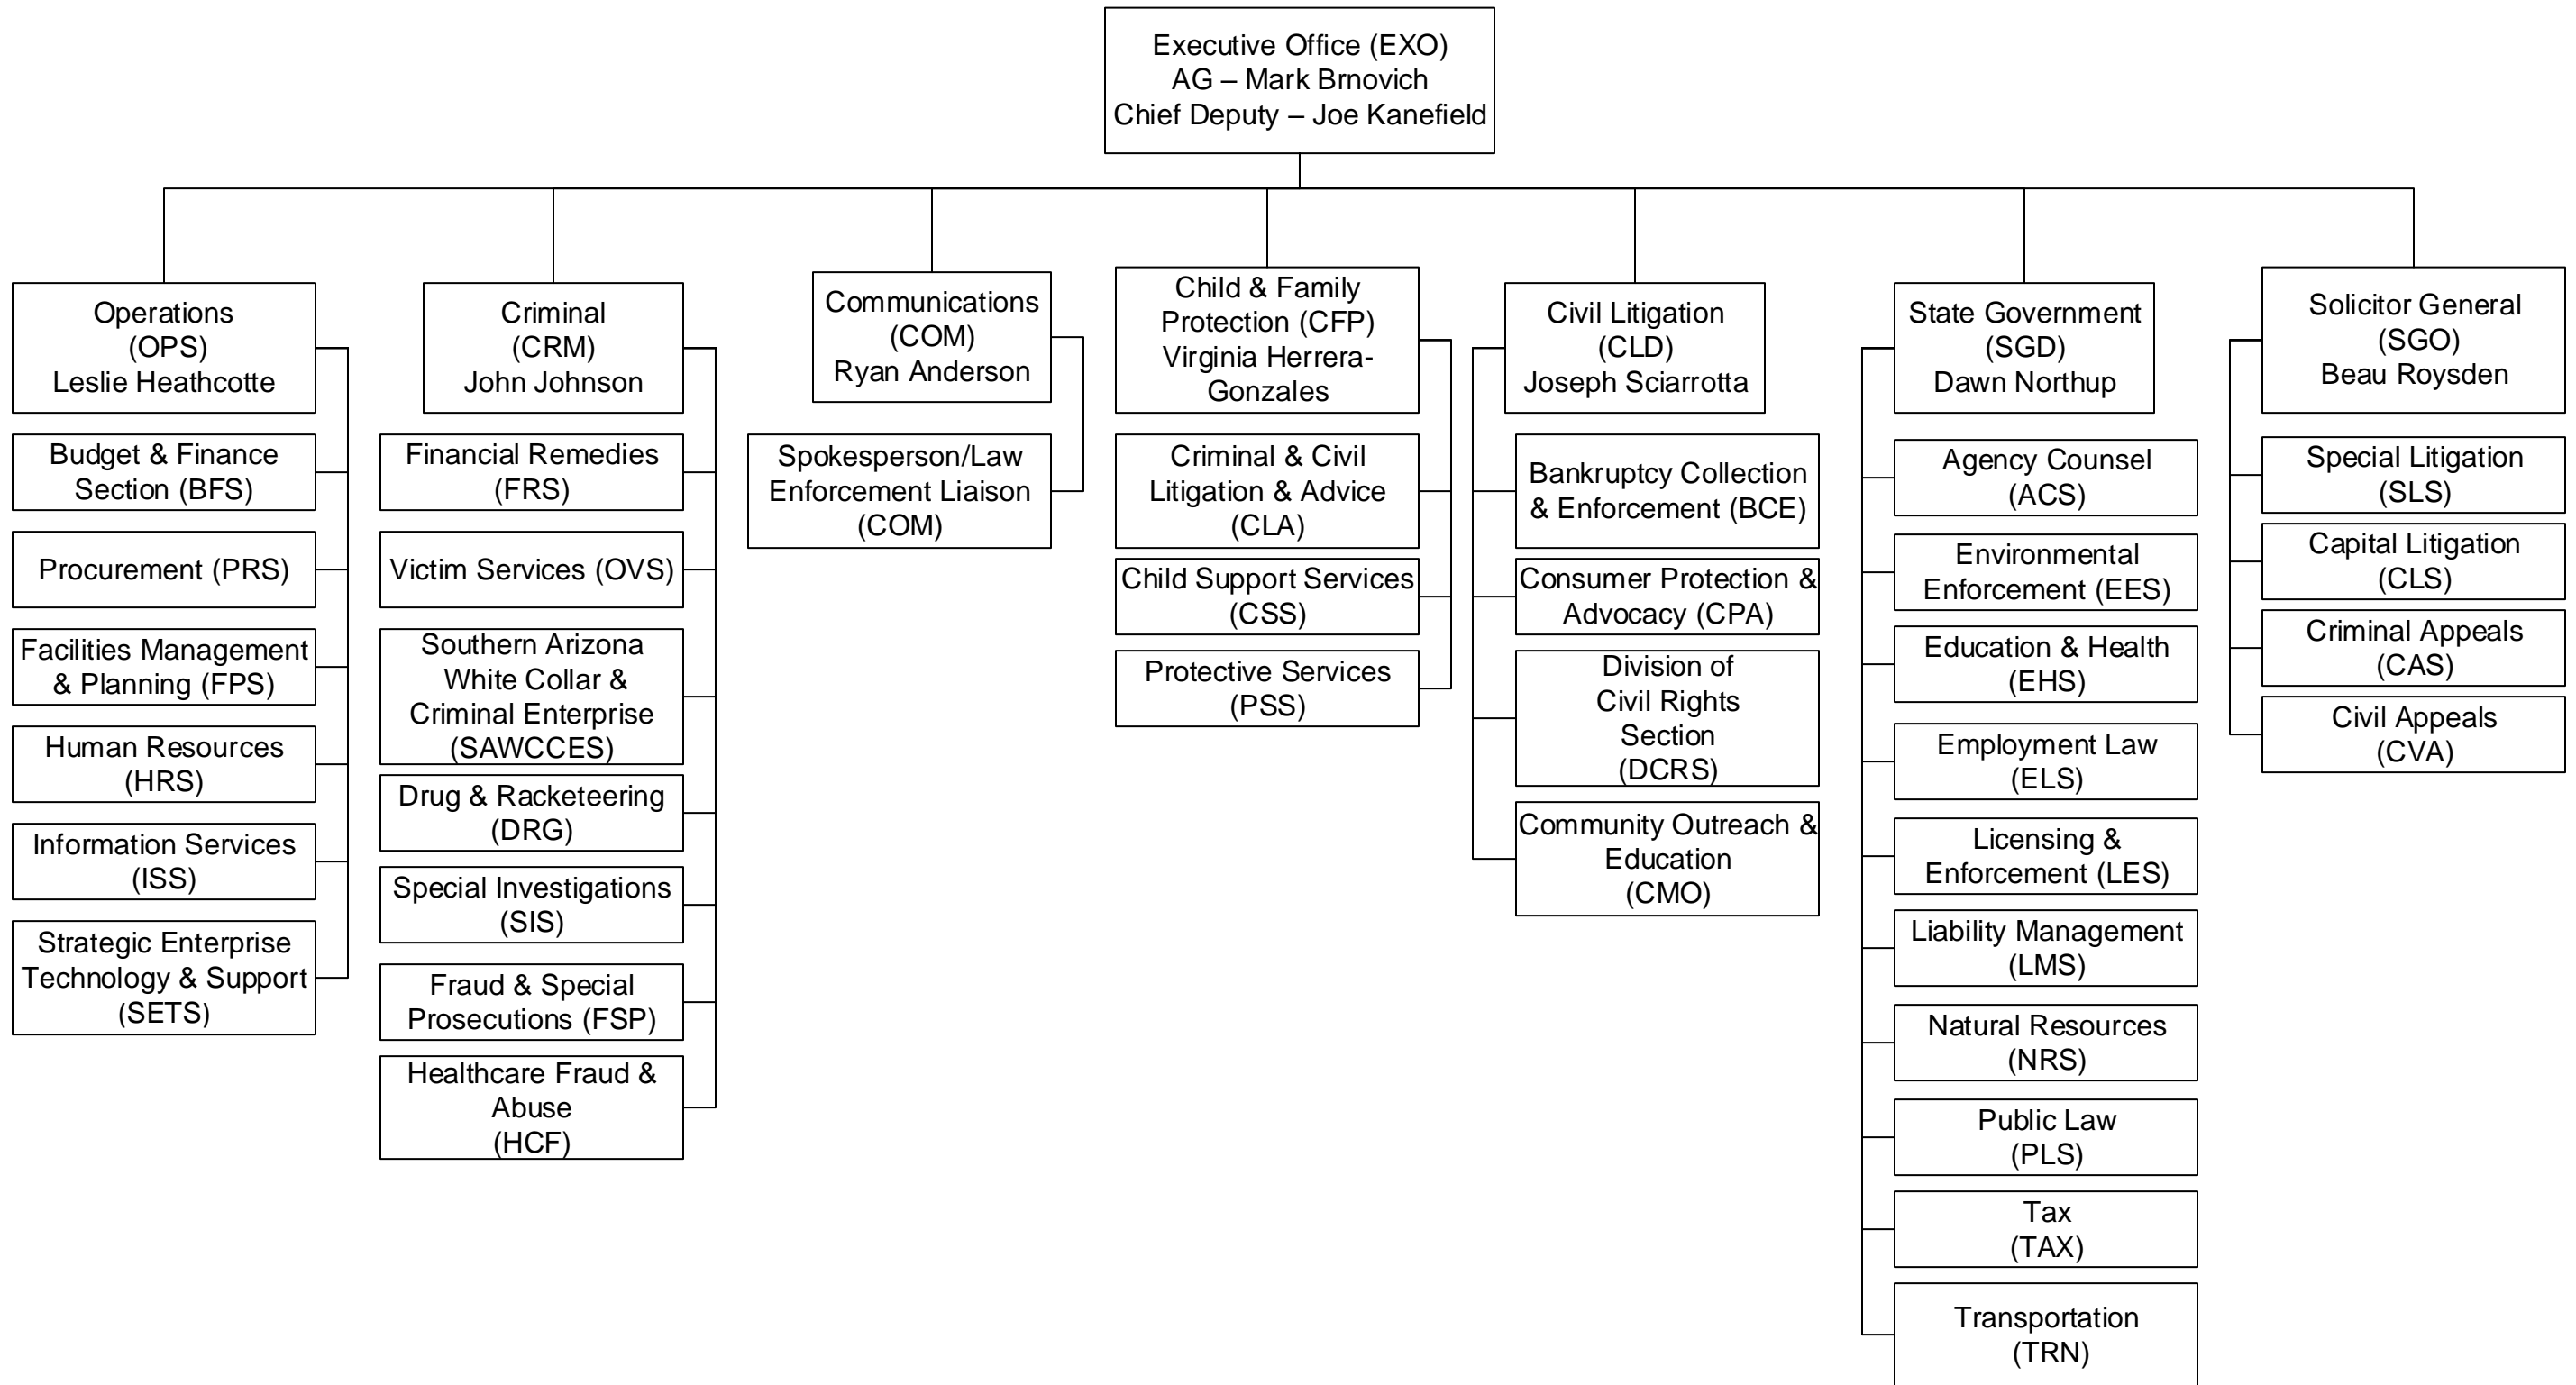 Executive Office (EXO)
AG – Mark Brnovich
Chief Deputy – Joe Kanefield
Operations
(OPS)
Leslie Heathcotte
Budget & Finance
Section (BFS)
Procurement (PRS)
Facilities Management
& Planning (FPS)
Human Resources
(HRS)
Information Services
(ISS)
Strategic Enterprise
Technology & Support
(SETS)
Criminal
(CRM)
John Johnson
Financial Remedies
(FRS)
Victim Services (OVS)
Southern Arizona
White Collar &
Criminal Enterprise
(SAWCCES)
Drug & Racketeering
(DRG)
Special Investigations
(SIS)
Fraud & Special
Prosecutions (FSP)
Healthcare Fraud &
Abuse
(HCF)
Communications
(COM)
Ryan Anderson
Spokesperson/Law
Enforcement Liaison
(COM)
Child & Family
Protection (CFP)
Virginia Herrera-
Gonzales
Criminal & Civil
Litigation & Advice
(CLA)
Child Support Services
(CSS)
Protective Services
(PSS)
Civil Litigation
(CLD)
Joseph Sciarrotta
Bankruptcy Collection
& Enforcement (BCE)
Consumer Protection &
Advocacy (CPA)
Division of
Civil Rights
Section
(DCRS)
Community Outreach &
Education
(CMO)
State Government
(SGD)
Dawn Northup
Agency Counsel
(ACS)
Environmental
Enforcement (EES)
Education & Health
(EHS)
Employment Law
(ELS)
Licensing &
Enforcement (LES)
Liability Management
(LMS)
Natural Resources
(NRS)
Public Law
(PLS)
Tax
(TAX)
Transportation
(TRN)
Solicitor General
(SGO)
Beau Roysden
Special Litigation
(SLS)
Capital Litigation
(CLS)
Criminal Appeals
(CAS)
Civil Appeals
(CVA)